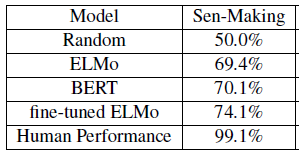 Model Sen-Making
Random 50.0%
ELMo 69.4%
BERT 70.1%
fine-tuned ELMo 74.1%
Human Performance 99.1%